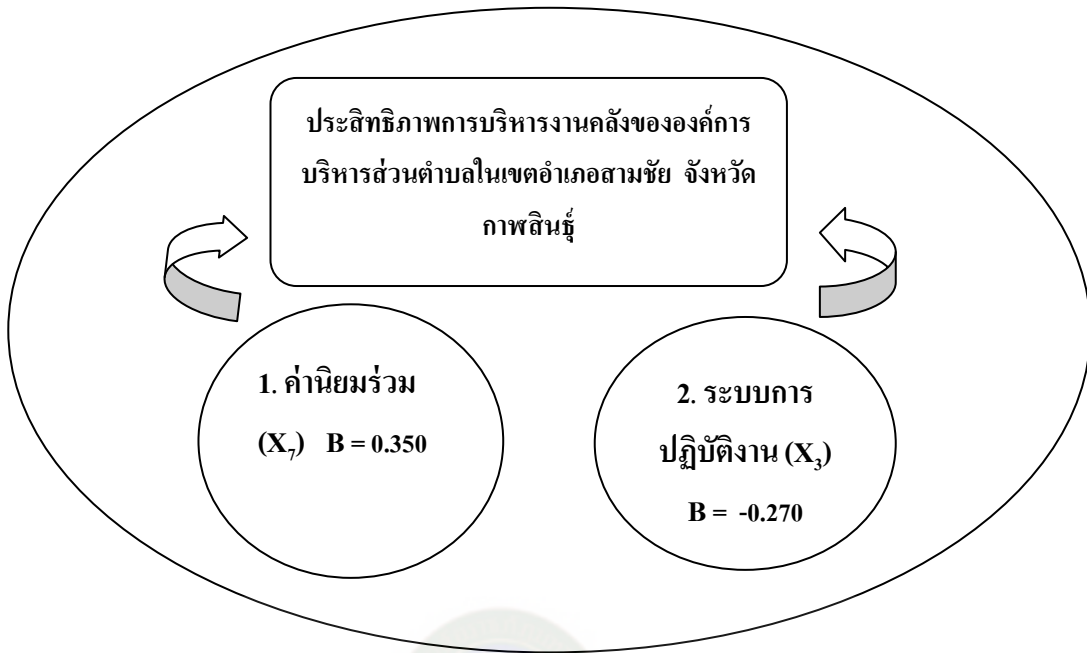 ประสิทธิภาพการบริหารงานคลังขององค์การ
บริหารส่วนตำบลในเขตอำเภอสามชัย จังหวัด
กาฬสินธุ์
1. ค่านิยมร่วม
(X₇) B = 0.350
2. ระบบการ
ปฏิบัติงาน (X₃)
B = -0.270